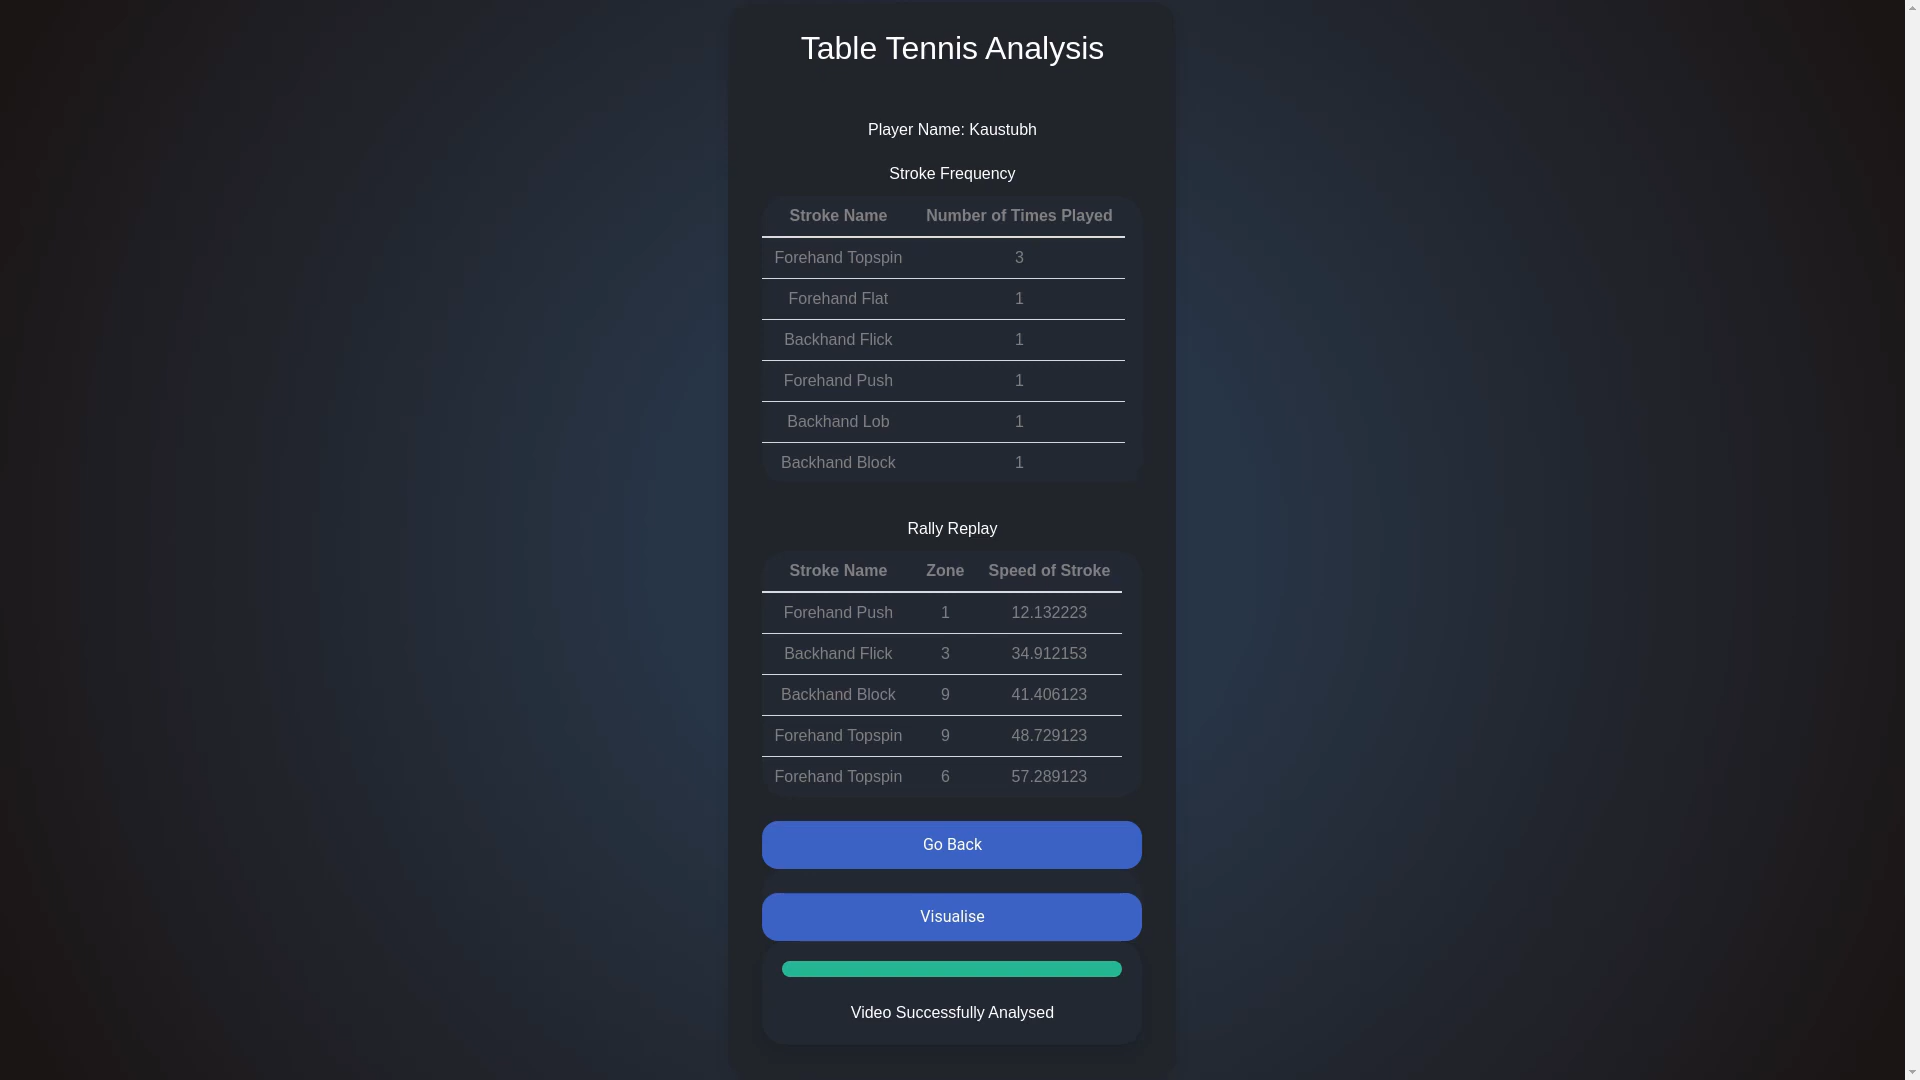 Table Tennis Analysis
Player Name: Kaustubh
Stroke Frequency
Stroke Name Number of Times Played
Forehand Topspin 3
Forehand Flat 1
Backhand Flick 1
Forehand Push 1
Backhand Lob 1
Backhand Block 1
Rally Replay
Stroke Name Zone Speed of Stroke
Forehand Push 1 12.132223
Backhand Flick 3 34.912153
Backhand Block 9 41.406123
Forehand Topspin 9 48.729123
Forehand Topspin 6 57.289123
Go Back
Visualise
Video Successfully Analysed